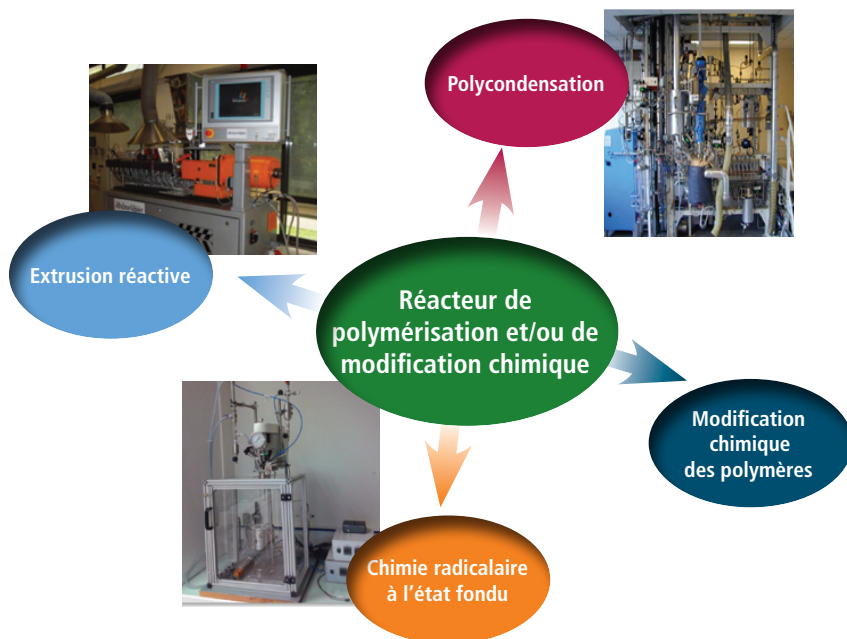 Polycondensation
Extrusion réactive
Réacteur de
polymérisation et/ou de
modification chimique
Modification
chimique
des polymères
Chimie radicalaire
à l'état fondu